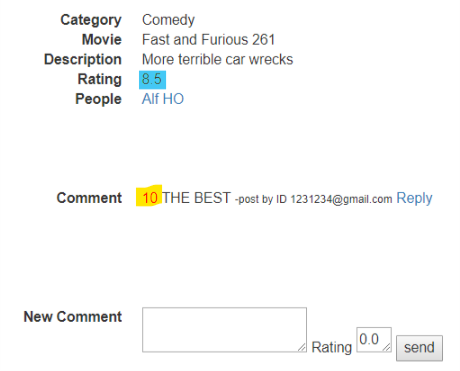 Category Comedy
Movie Fast and Furious 261
Description More terrible car wrecks
Rating 8.5
People Alf HO
Comment 10 THE BEST -post by ID 1231234@gmail.com Reply
New Comment
Rating 0.0 send